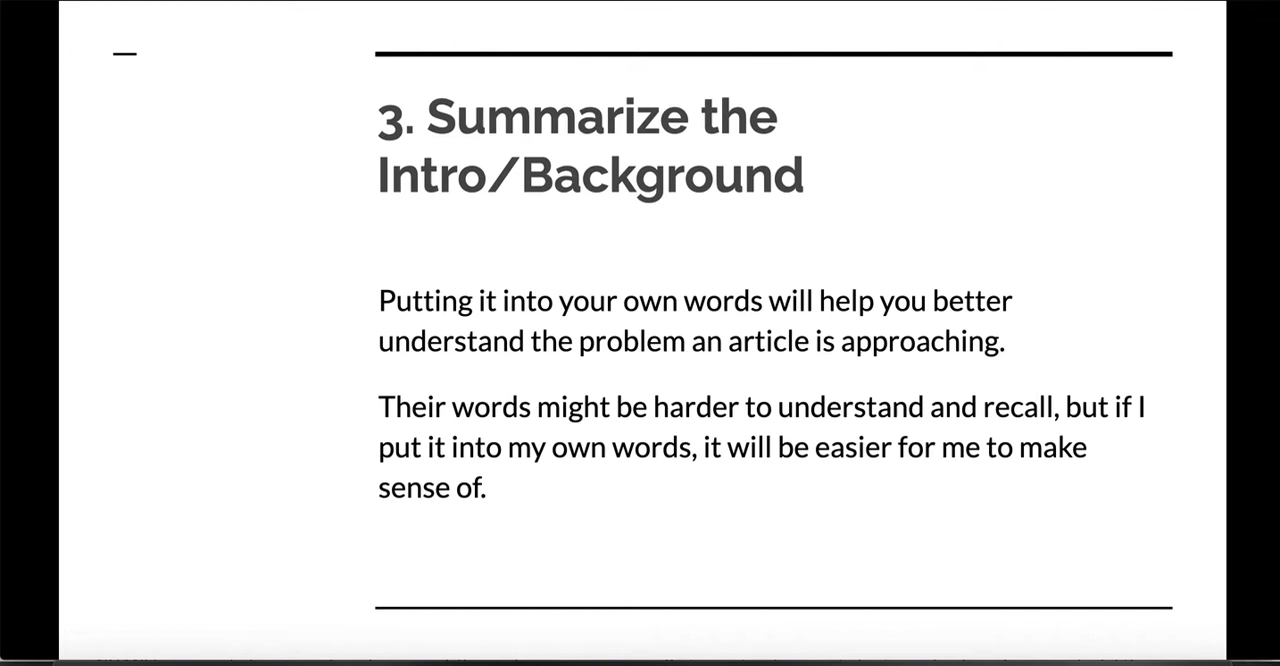 3. Summarize the
Intro/Background
Putting it into your own words will help you better
understand the problem an article is approaching.
Their words might be harder to understand and recall, but if I
put it into my own words, it will be easier for me to make
sense of.